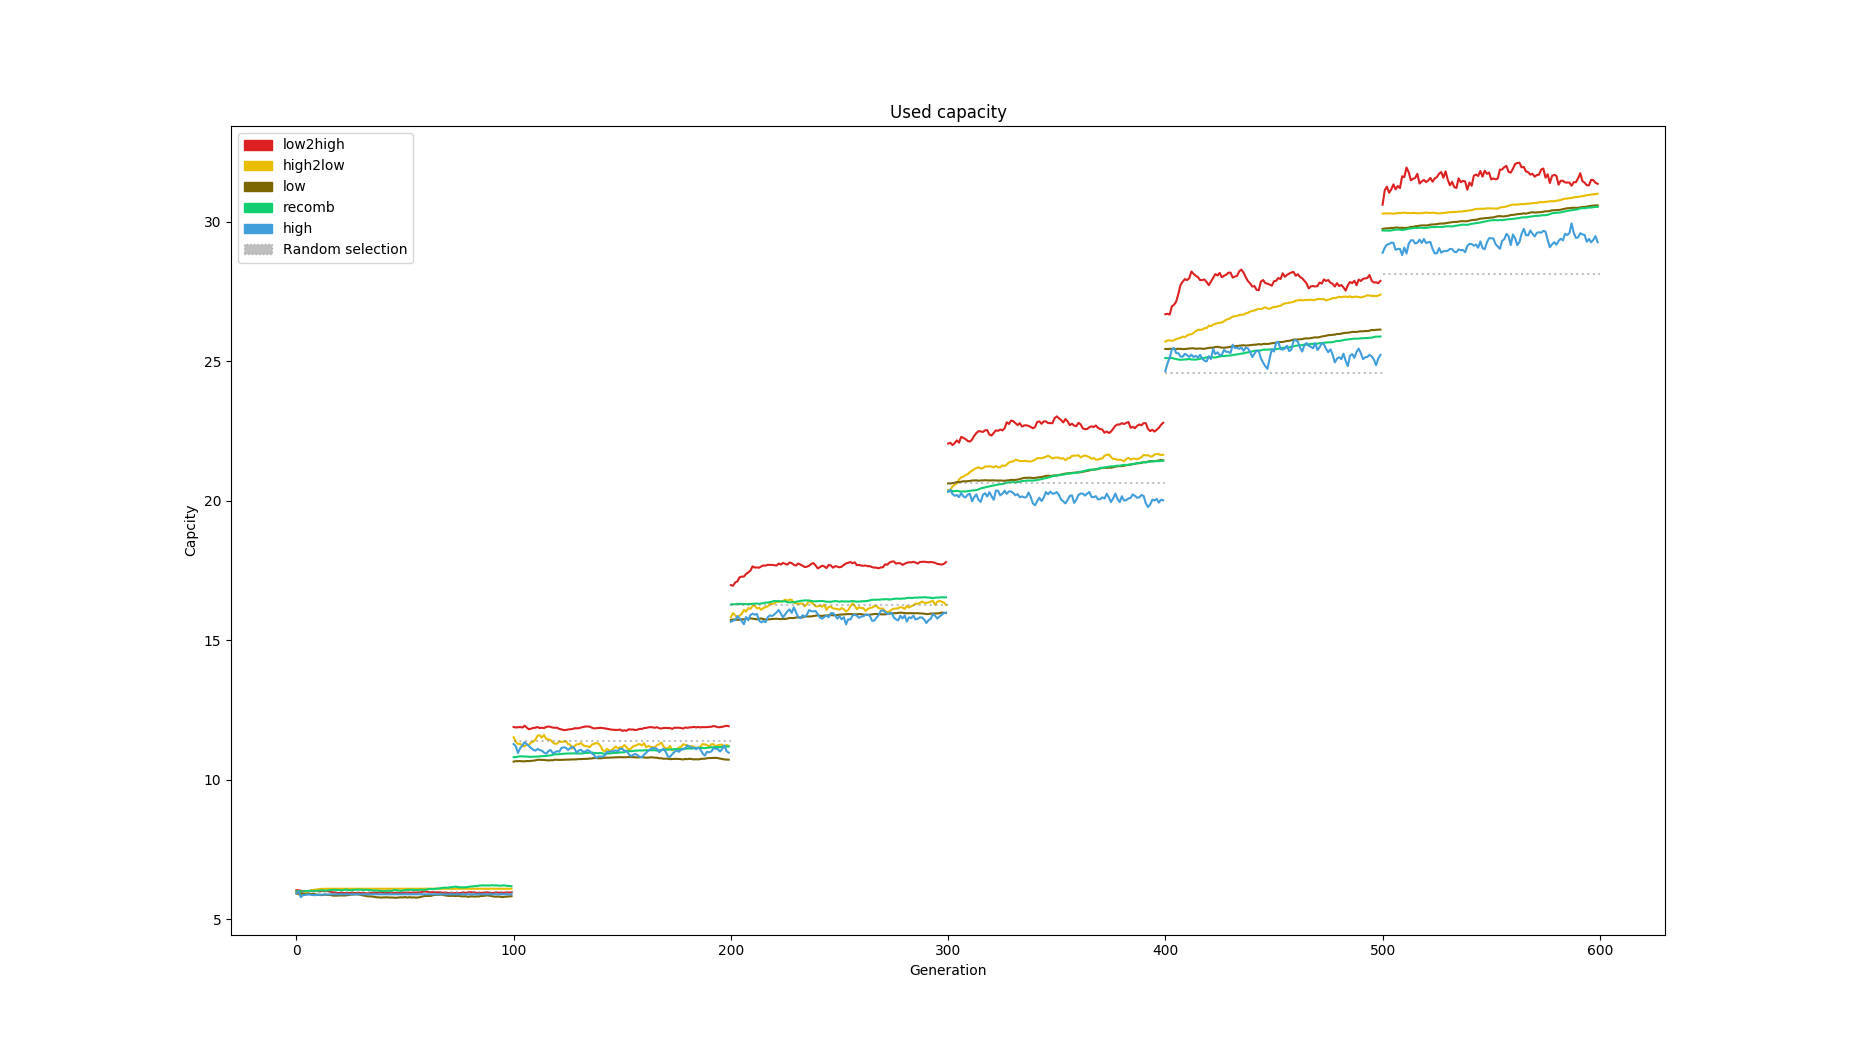 Used capacity
low2high
high2low
low
recomb
high
Random selection
30
25
20
15
10
5
Capcity
0 100 200 300 400 500 600
Generation